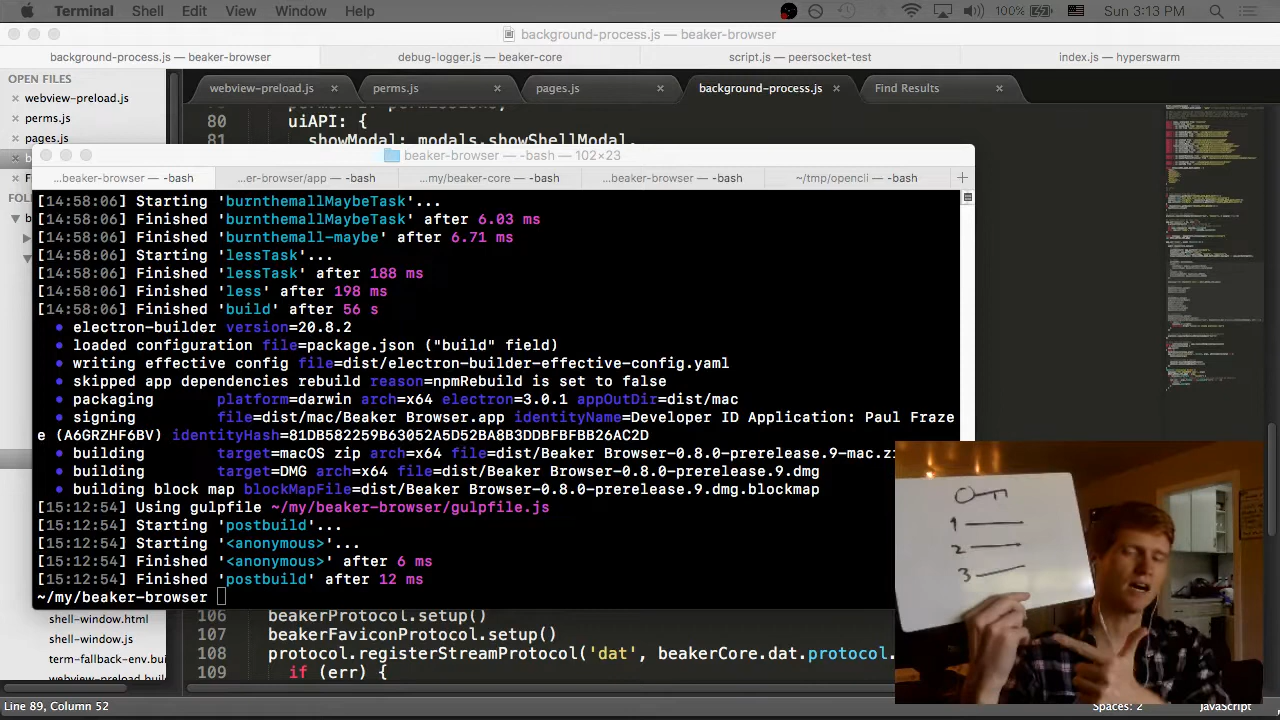 Terminal Shell Edit View Window Help 100% Sun 3:13 PM
background-process.js — beaker-browser
background-process.js — beaker-browser debug-logger.js — beaker-core script.js — peersocket-test index.js — hyperswarm
OPEN FILES
webview-preload.js
perms.js
pages.js
webview-preload.js perms.js pages.js background-process.js Find Results
80 uiAPI: {
81 showModal: modals.showShellModal,
beaker-browser — -bash — 102×23
...beaker-browser — -bash ...er-browser/app — -bash ...my/beaker-browser — -bash ...beaker-browser — -bash ~/tmp/opencli — -bash
[14:58:06] Starting 'burnthemallMaybeTask'...
[14:58:06] Finished 'burnthemallMaybeTask' after 6.03 ms
[14:58:06] Finished 'burnthemall-maybe' after 6.71 ms
[14:58:06] Starting 'lessTask'...
[14:58:06] Finished 'lessTask' after 188 ms
[14:58:06] Finished 'less' after 198 ms
[14:58:06] Finished 'build' after 56 s
• electron-builder version=20.8.2
• loaded configuration file=package.json ("build" field)
• writing effective config file=dist/electron-builder-effective-config.yaml
• skipped app dependencies rebuild reason=npmRebuild is set to false
• packaging platform=darwin arch=x64 electron=3.0.1 appOutDir=dist/mac
• signing file=dist/mac/Beaker Browser.app identityName=Developer ID Application: Paul Fraze
e (A6GRZHF6BV) identityHash=81DB582259B63052A5D52BA8B3DDBFBFBB26AC2D
• building target=macOS zip arch=x64 file=dist/Beaker Browser-0.8.0-prerelease.9-mac.zi
• building target=DMG arch=x64 file=dist/Beaker Browser-0.8.0-prerelease.9.dmg
• building block map blockMapFile=dist/Beaker Browser-0.8.0-prerelease.9.dmg.blockmap
[15:12:54] Using gulpfile ~/my/beaker-browser/gulpfile.js
[15:12:54] Starting 'postbuild'...
[15:12:54] Starting '<anonymous>'...
[15:12:54] Finished '<anonymous>' after 6 ms
[15:12:54] Finished 'postbuild' after 12 ms
~/my/beaker-browser
1
2
3
shell-window.html
shell-window.js
term-fallback-env.bui
webview-preload.buil
106 beakerProtocol.setup()
107 beakerFaviconProtocol.setup()
108 protocol.registerStreamProtocol('dat', beakerCore.dat.protocol.
109 if (err) {
Line 89, Column 52 Spaces: 2 JavaScript